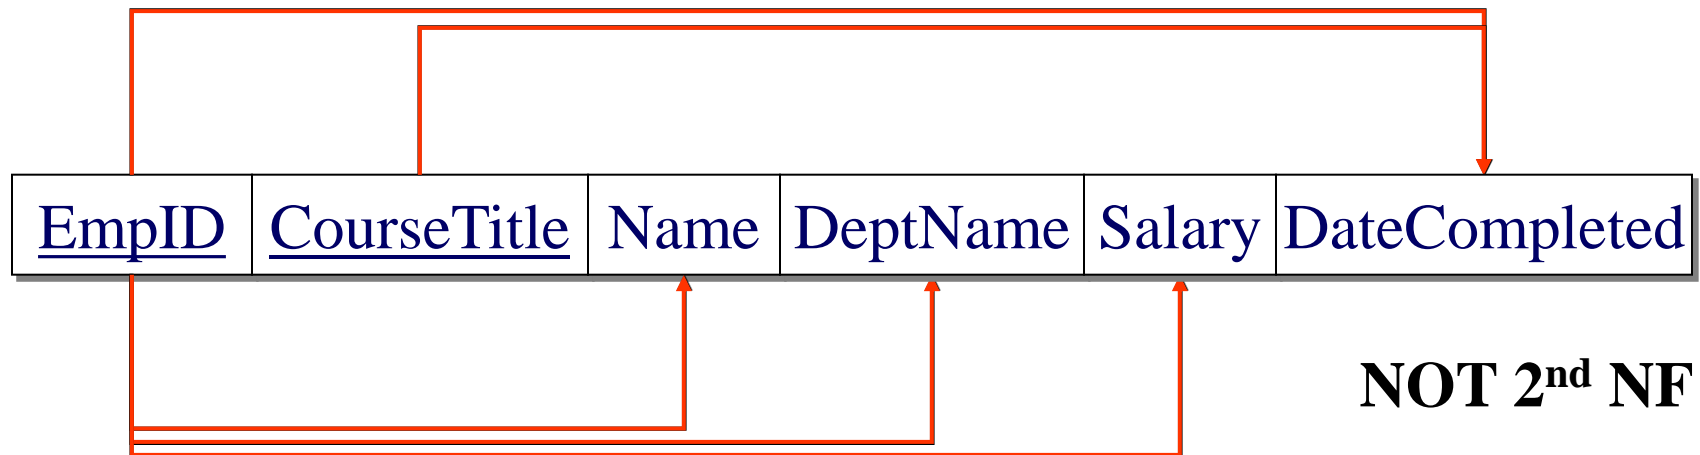 EmpID CourseTitle Name DeptName Salary DateCompleted
NOT 2nd NF